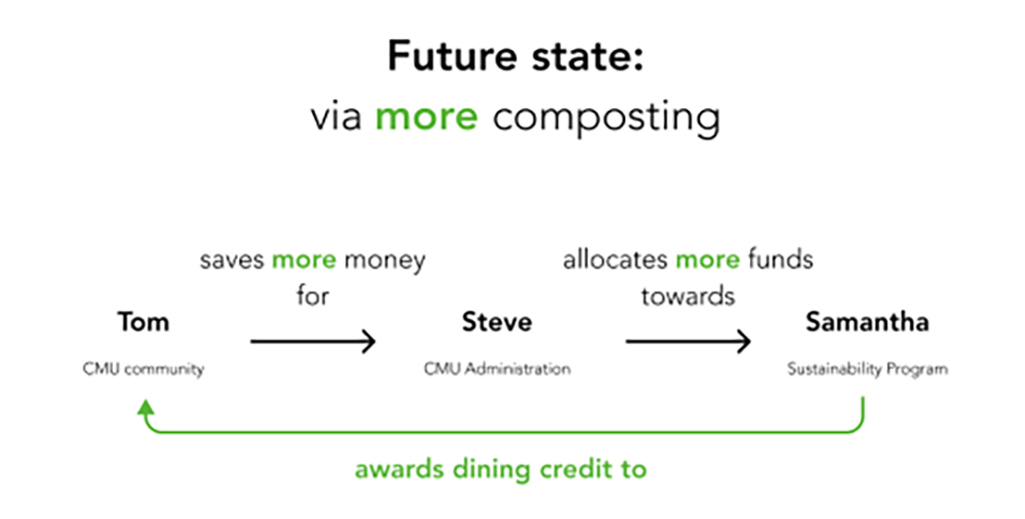 Future state:
via more composting
saves more money
for
allocates more funds
towards
Tom
Steve
Samantha
CMU community
CMU Administration
Sustainability Program
awards dining credit to